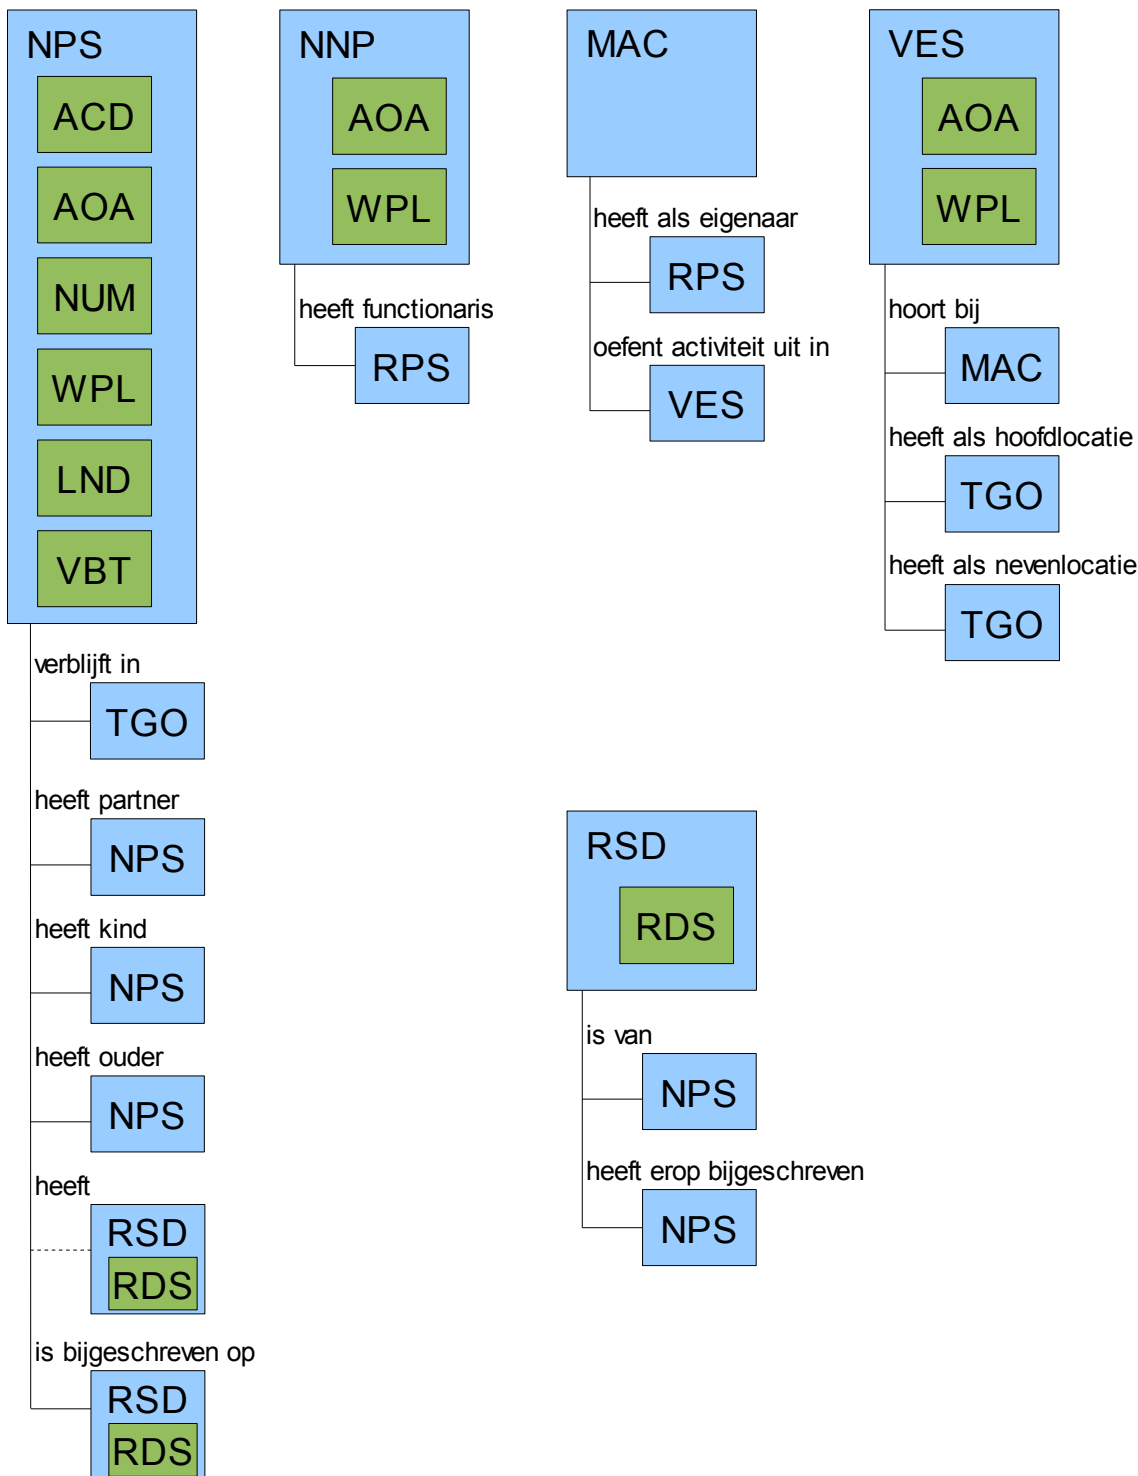 NPS
ACD
AOA
NUM
WPL
LND
VBT
verblijft in
TGO
heeft partner
NPS
heeft kind
NPS
heeft ouder
NPS
heeft
RSD
RDS
is bijgeschreven op
RSD
RDS
NNP
AOA
WPL
heeft functionaris
RPS
MAC
heeft als eigenaar
RPS
oefent activiteit uit in
VES
VES
AOA
WPL
hoort bij
MAC
heeft als hoofdlocatie
TGO
heeft als nevenlocatie
TGO
RSD
RDS
is van
NPS
heeft erop bijgeschreven
NPS